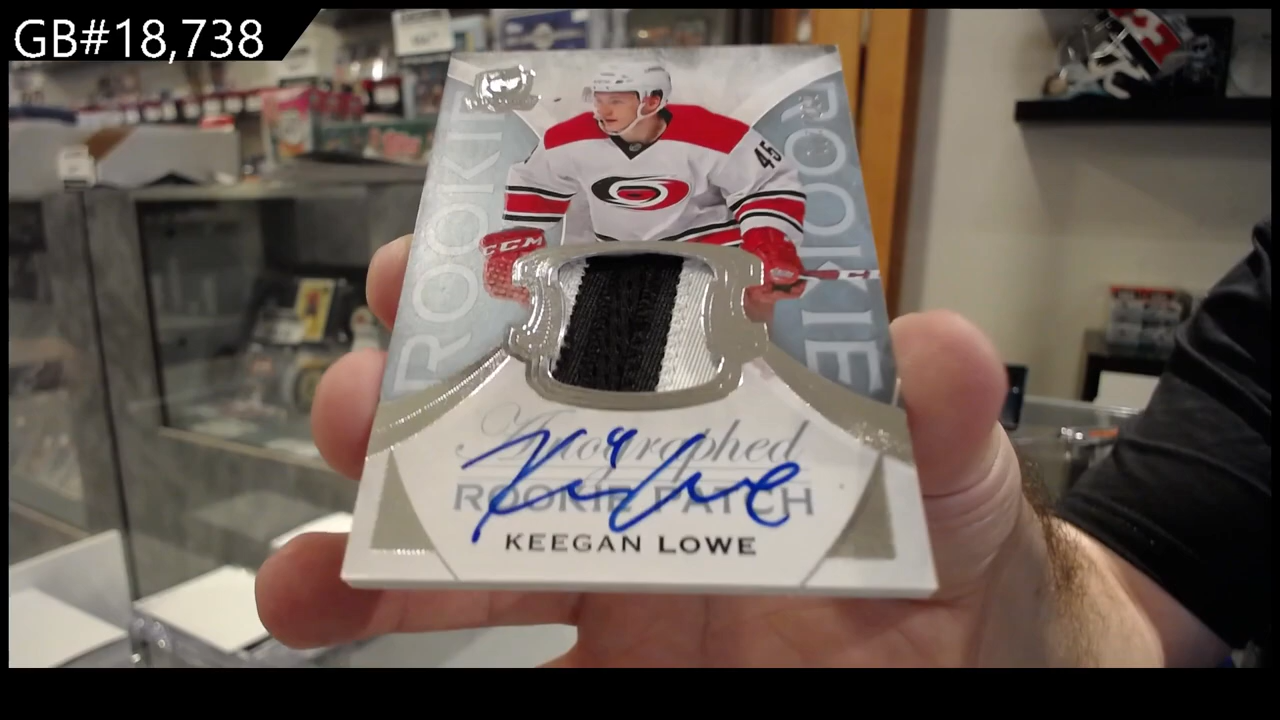 GB#18,738
ROOKIE
ROOKIE
45
CCM
Autographed
ROOKIE PATCH
KEEGAN LOWE